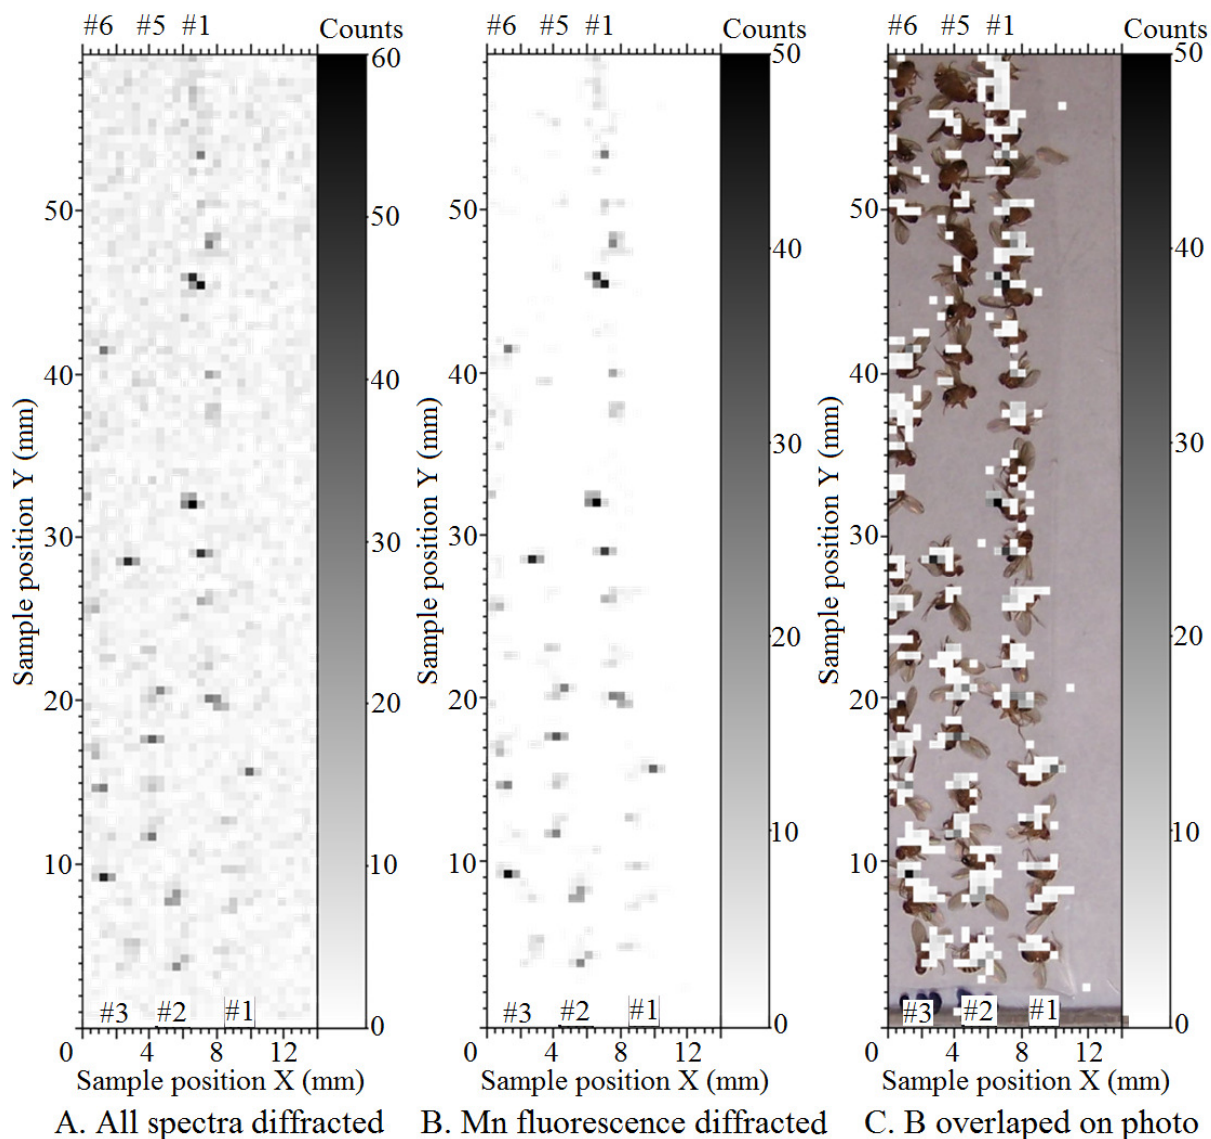 #6 #5 #1 Counts
#6 #5 #1 Counts
#6 #5 #1 Counts
60
50
40
30
20
10
0
50
40
30
20
10
0 4 8 12
#3 #2 #1
Sample position Y (mm)
Sample position X (mm)
A. All spectra diffracted
50
40
30
20
10
0
50
40
30
20
10
0 4 8 12
#3 #2 #1
Sample position Y (mm)
Sample position X (mm)
B. Mn fluorescence diffracted
50
40
30
20
10
0
50
40
30
20
10
0 4 8 12
#3 #2 #1
Sample position Y (mm)
Sample position X (mm)
C. B overlaped on photo